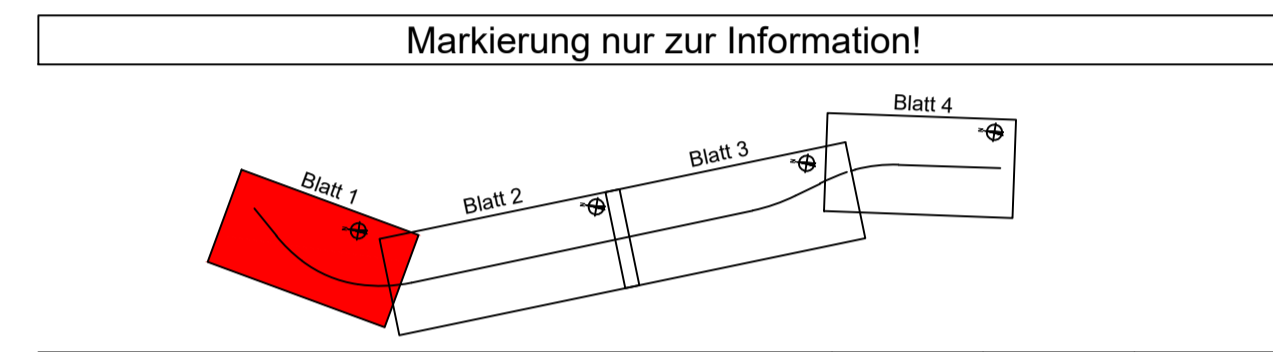 Markierung nur zur Information!
Blatt 1
Blatt 2
Blatt 3
Blatt 4